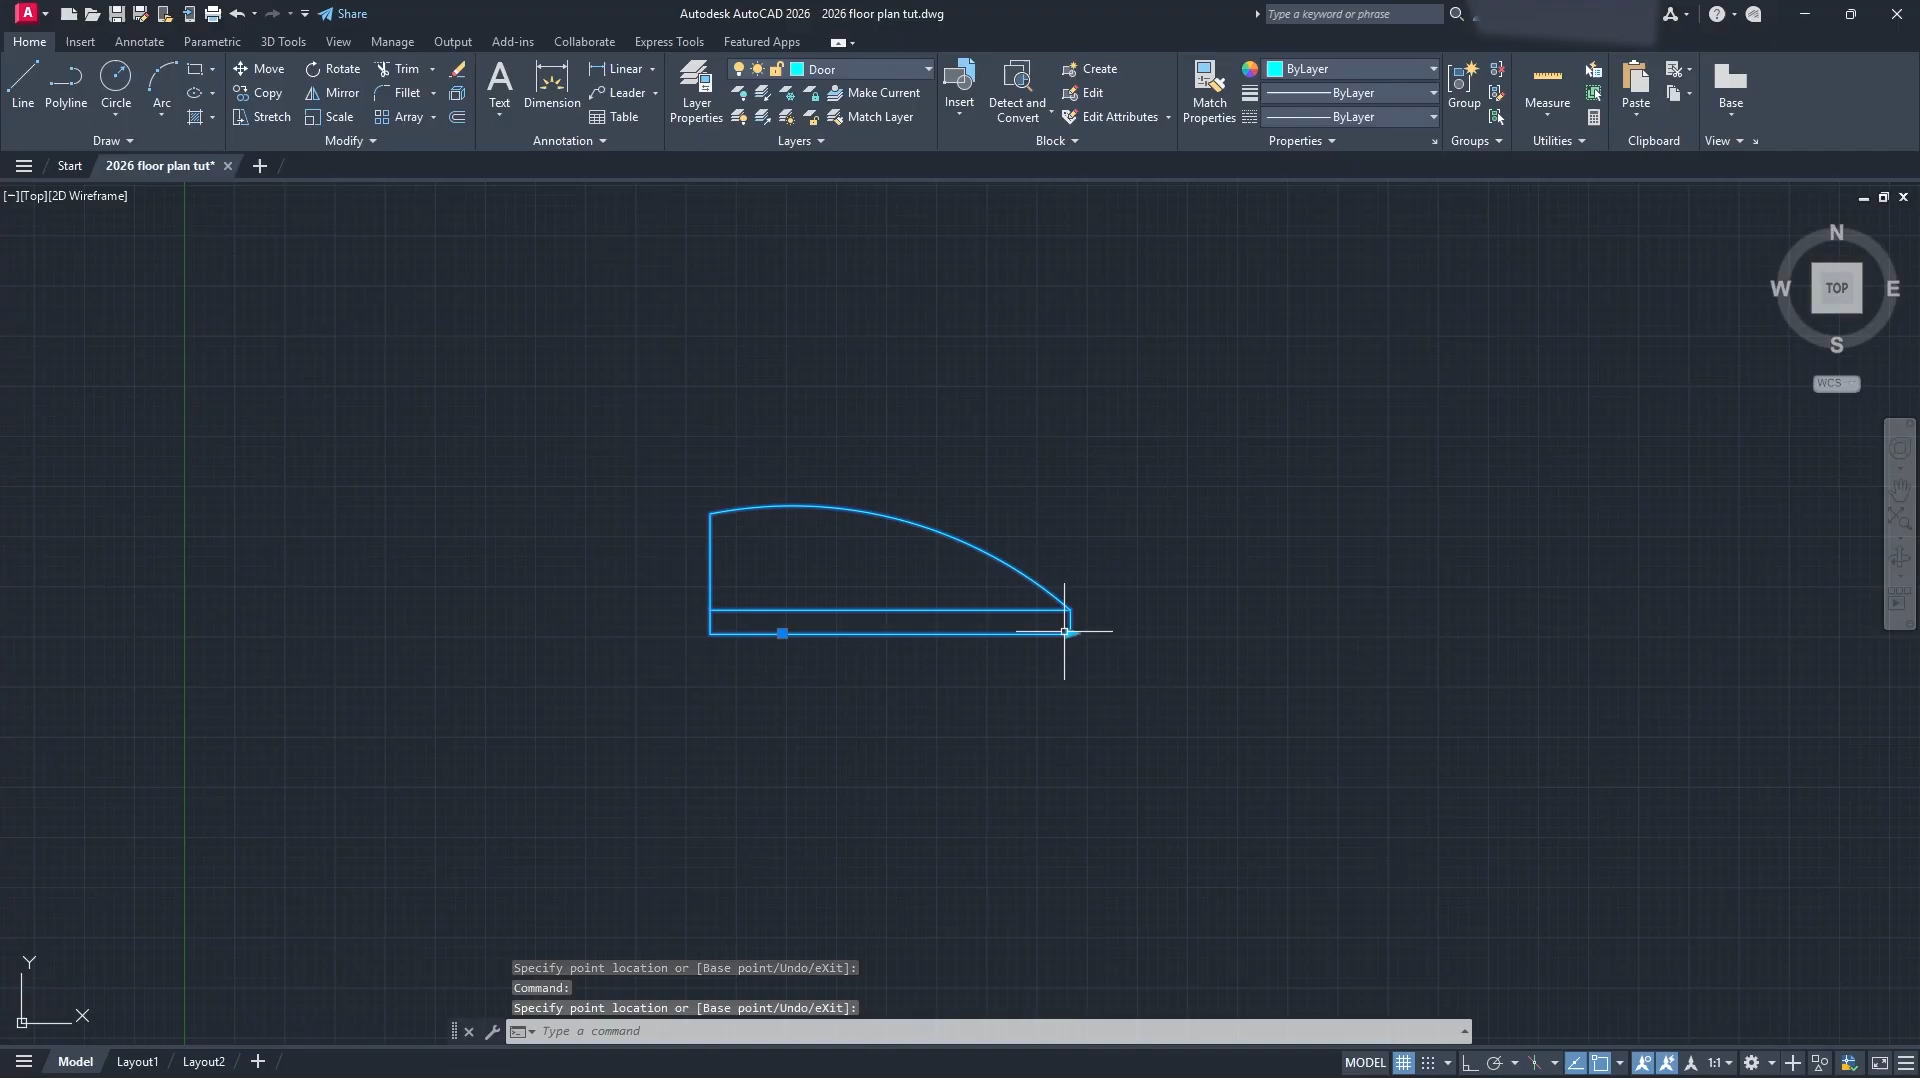 A Share Autodesk AutoCAD 2026 2026 floor plan tut.dwg Type a keyword or phrase
Home Insert Annotate Parametric 3D Tools View Manage Output Add-ins Collaborate Express Tools Featured Apps
Line Polyline Circle Arc
Draw
Move Rotate Trim
Copy Mirror Fillet
Stretch Scale Array
Modify
Text Dimension
Linear
Leader
Table
Annotation
Layer
Properties
Door
Make Current
Match Layer
Layers
Insert
Detect and
Convert
Create
Edit
Edit Attributes
Block
Match
Properties
ByLayer
ByLayer
ByLayer
Properties
Group
Groups
Measure
Utilities
Paste
Clipboard
Base
View
Start 2026 floor plan tut*
[−][Top][2D Wireframe]
N
W TOP E
S
WCS
Y
X
Specify point location or [Base point/Undo/eXit]:
Command:
Specify point location or [Base point/Undo/eXit]:
Type a command
Model Layout1 Layout2 MODEL 1:1